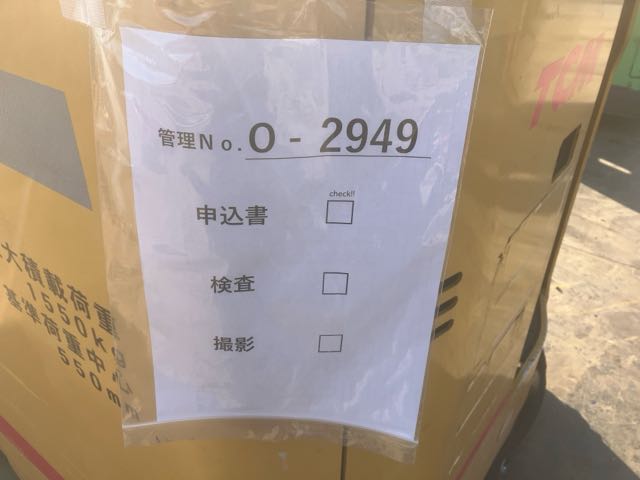 管理No. O - 2949
check!!
申込書
検査
撮影
大積載荷重
1550kg
基準荷重中心
550mm
TCM